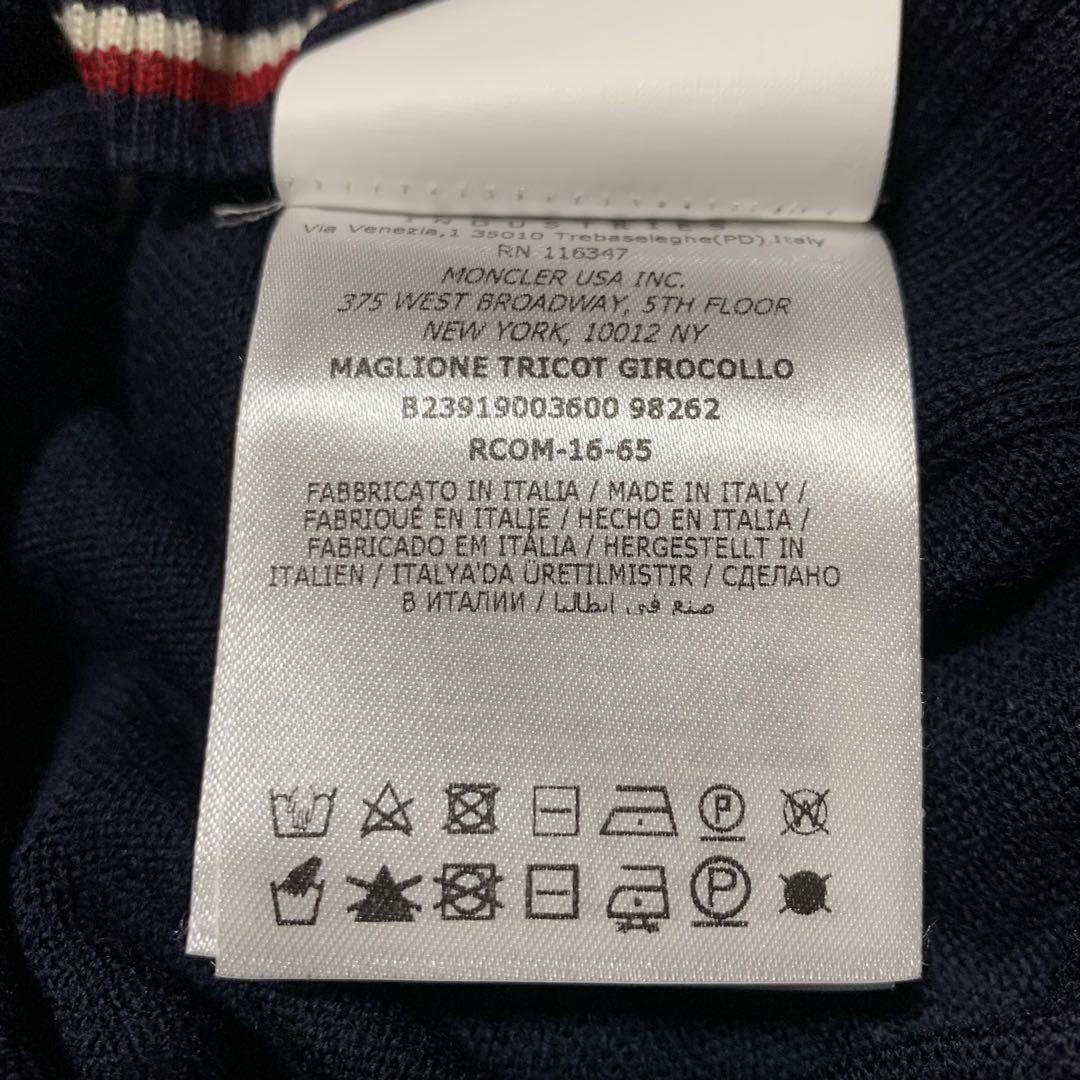 INDUSTRIES
Via Venezia,1 35010 Trebaseleghe(PD),Italy
RN 116347
MONCLER USA INC.
375 WEST BROADWAY, 5TH FLOOR
NEW YORK, 10012 NY
MAGLIONE TRICOT GIROCOLLO
B23919003600 98262
RCOM-16-65
FABBRICATO IN ITALIA / MADE IN ITALY /
FABRIQUÉ EN ITALIE / HECHO EN ITALIA /
FABRICADO EM ITÁLIA / HERGESTELLT IN
ITALIEN / ITALYA'DA ÜRETILMISTIR / СДЕЛАНО
В ИТАЛИИ / صنع في ايطاليا
P W
P